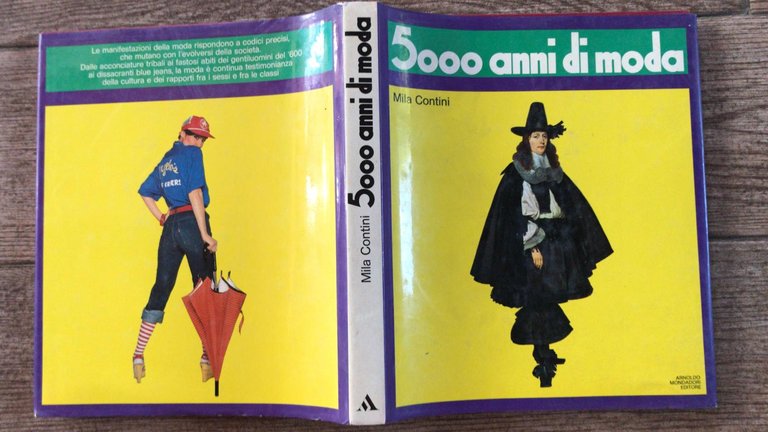 Le manifestazioni della moda rispondono a codici precisi,
che mutano con l'evolversi della società.
Dalle acconciature tribali ai fastosi abiti dei gentiluomini del '600
ai dissacranti blue jeans, la moda è continua testimonianza
della cultura e dei rapporti fra i sessi e fra le classi
Mila Contini 5000 anni di moda
5000 anni di moda
Mila Contini
ARNOLDO
MONDADORI
EDITORE